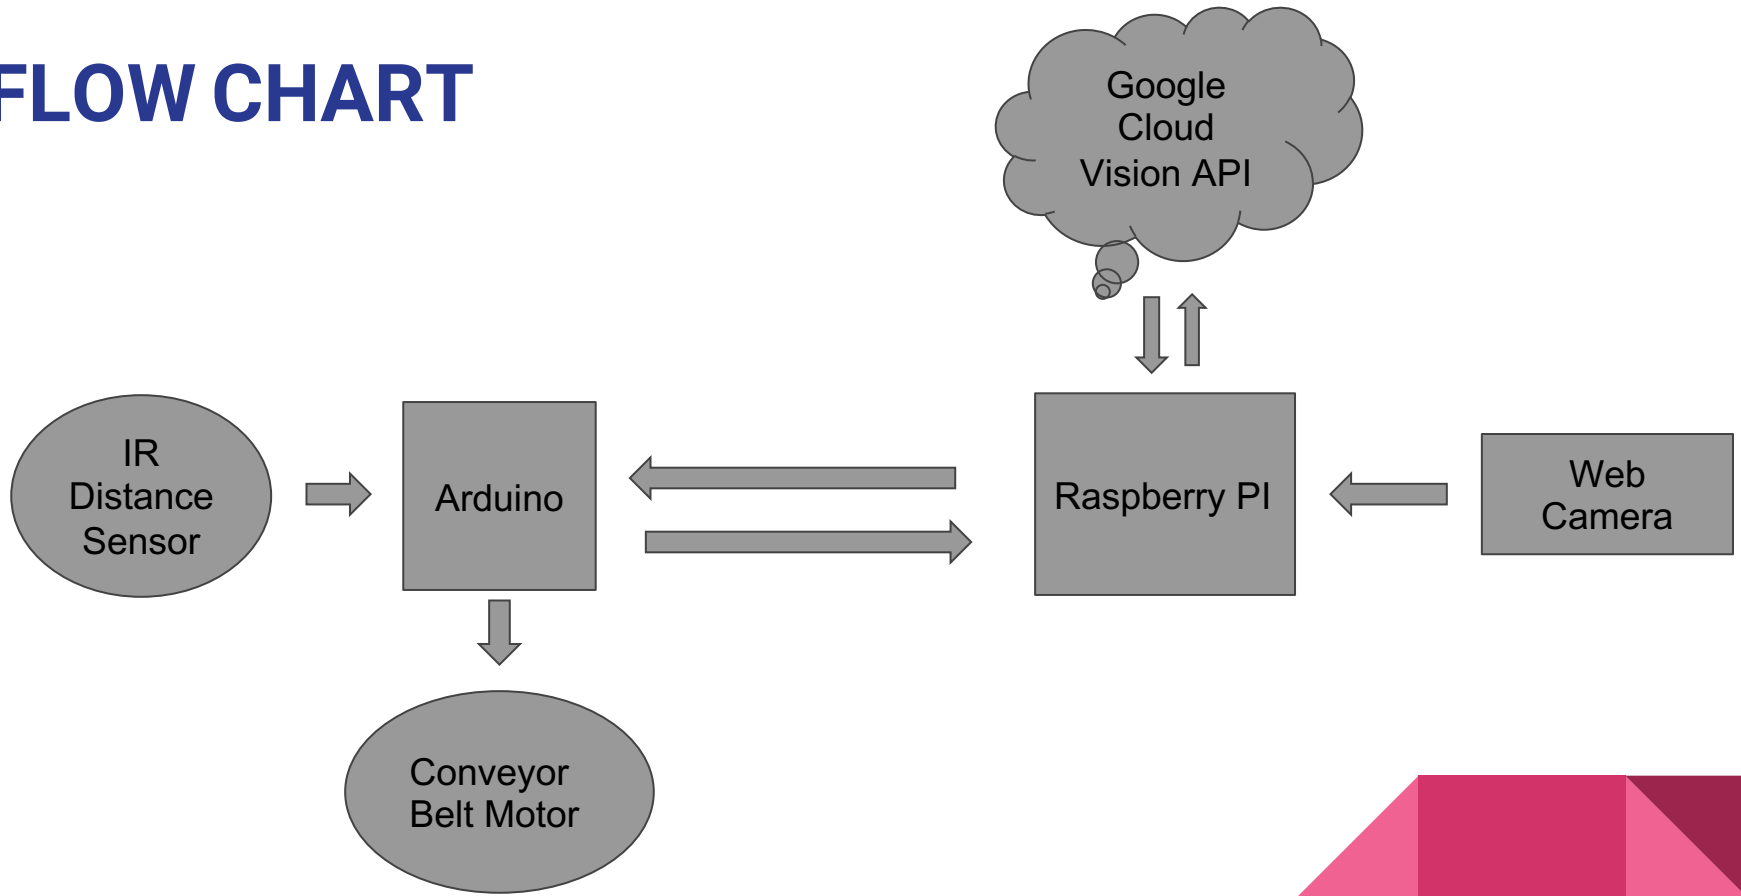 FLOW CHART
Google
Cloud
Vision API
IR
Distance
Sensor
Arduino
Raspberry PI
Web
Camera
Conveyor
Belt Motor